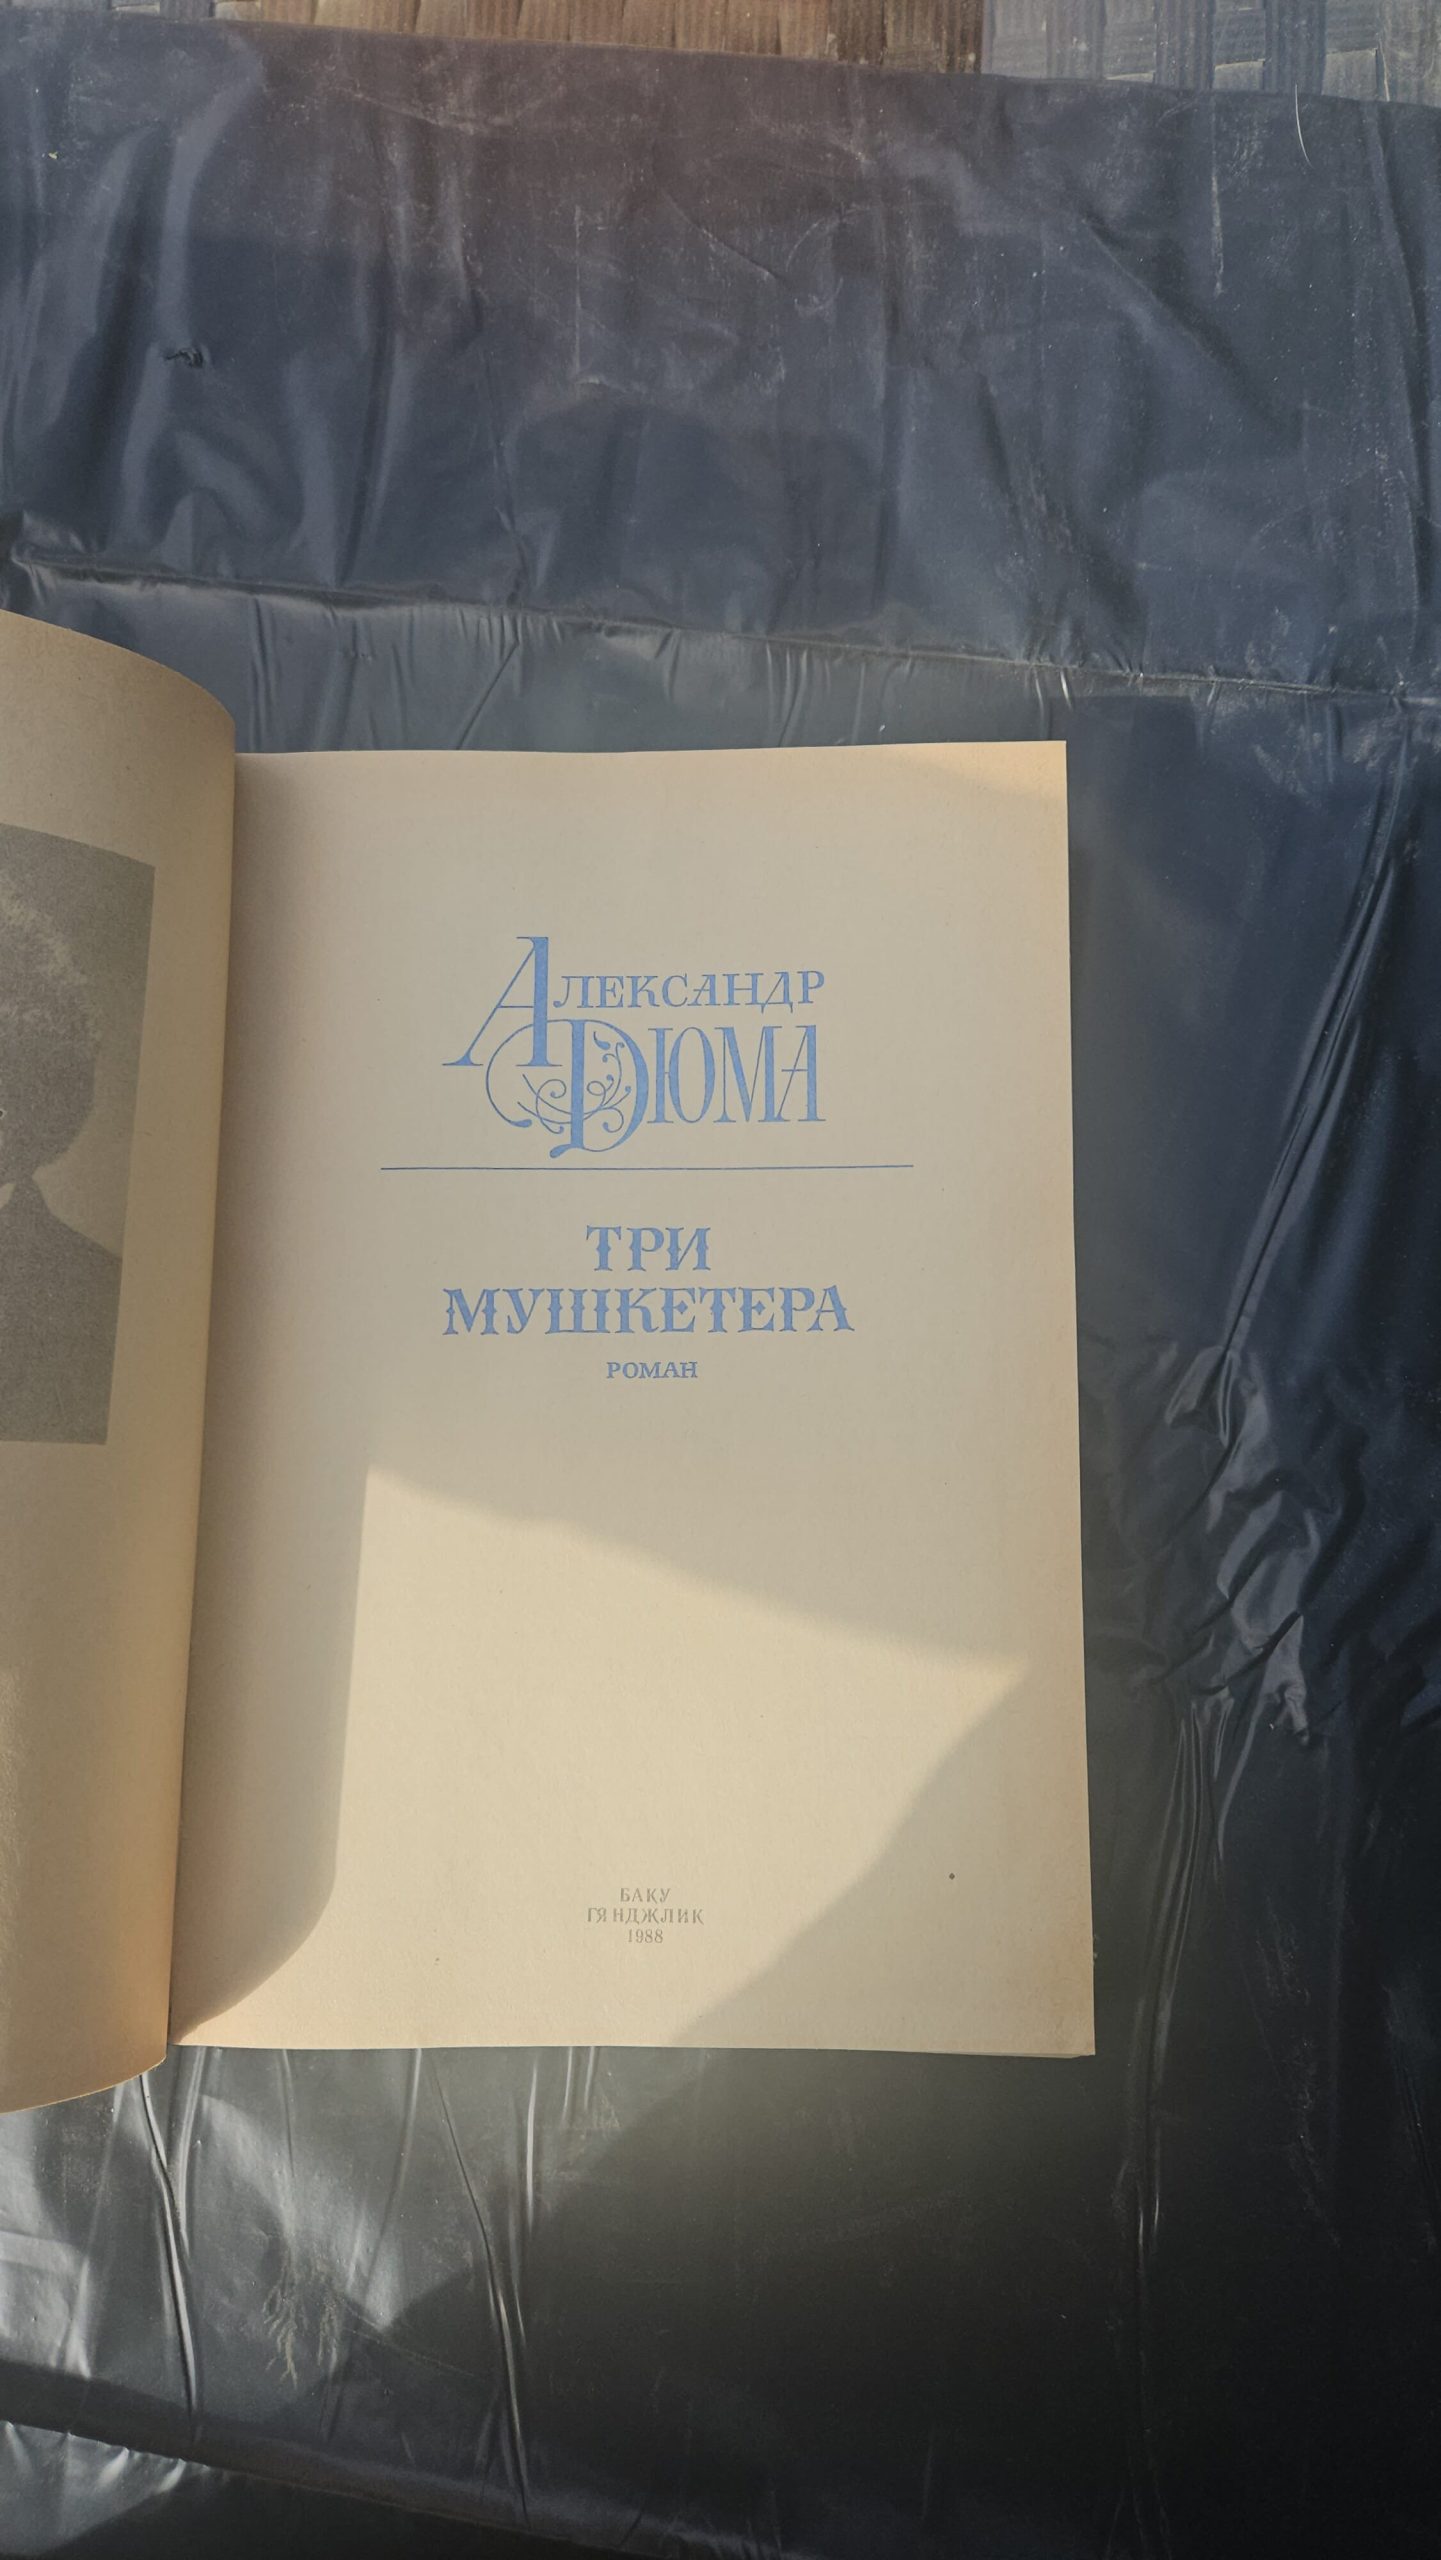 АЛЕКСАНДР
ДЮМА
ТРИ
МУШКЕТЕРА
РОМАН
БАКУ
ГЯНДЖЛИК
1988